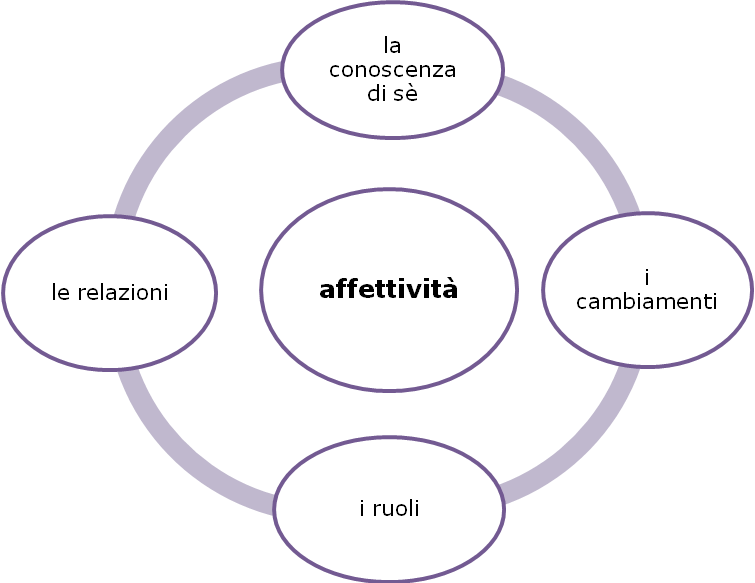 la
conoscenza
di sè
le relazioni
affettività
i
cambiamenti
i ruoli